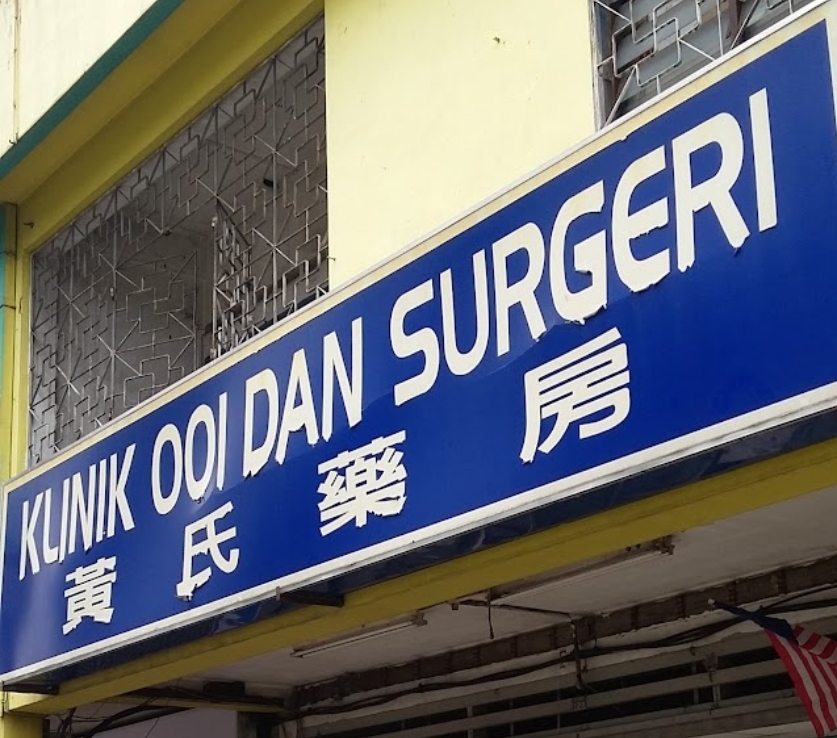 KLINIK OOI DAN SURGERI
黃氏藥房